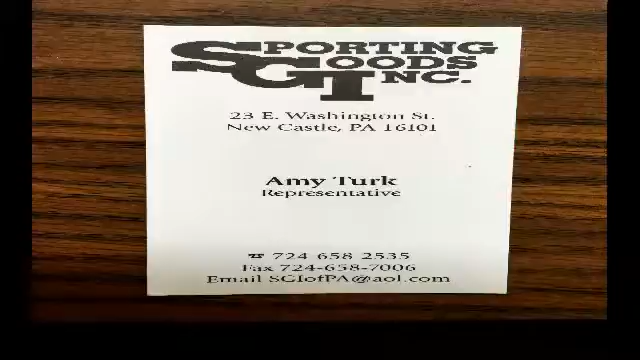 SPORTING
GOODS
INC.
23 E. Washington St.
New Castle, PA 16101
Amy Turk
Representative
☎ 724 658 2535
Fax 724-658-7006
Email SGIofPA@aol.com